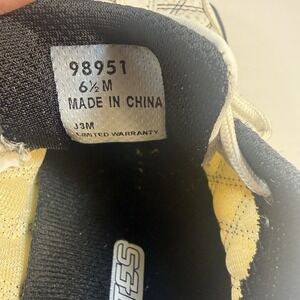 98951
6½ M
MADE IN CHINA
J3M
LIMITED WARRANTY